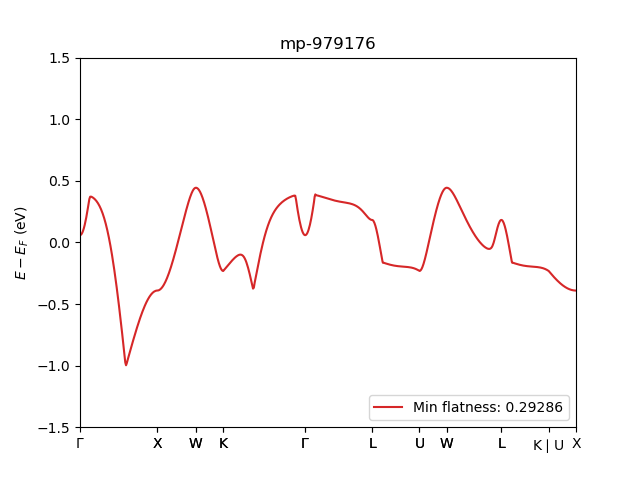 mp-979176
1.5
1.0
0.5
0.0
−0.5
−1.0
−1.5
E − E_F (eV)
Min flatness: 0.29286
Γ X W K Γ L U W L K | U X